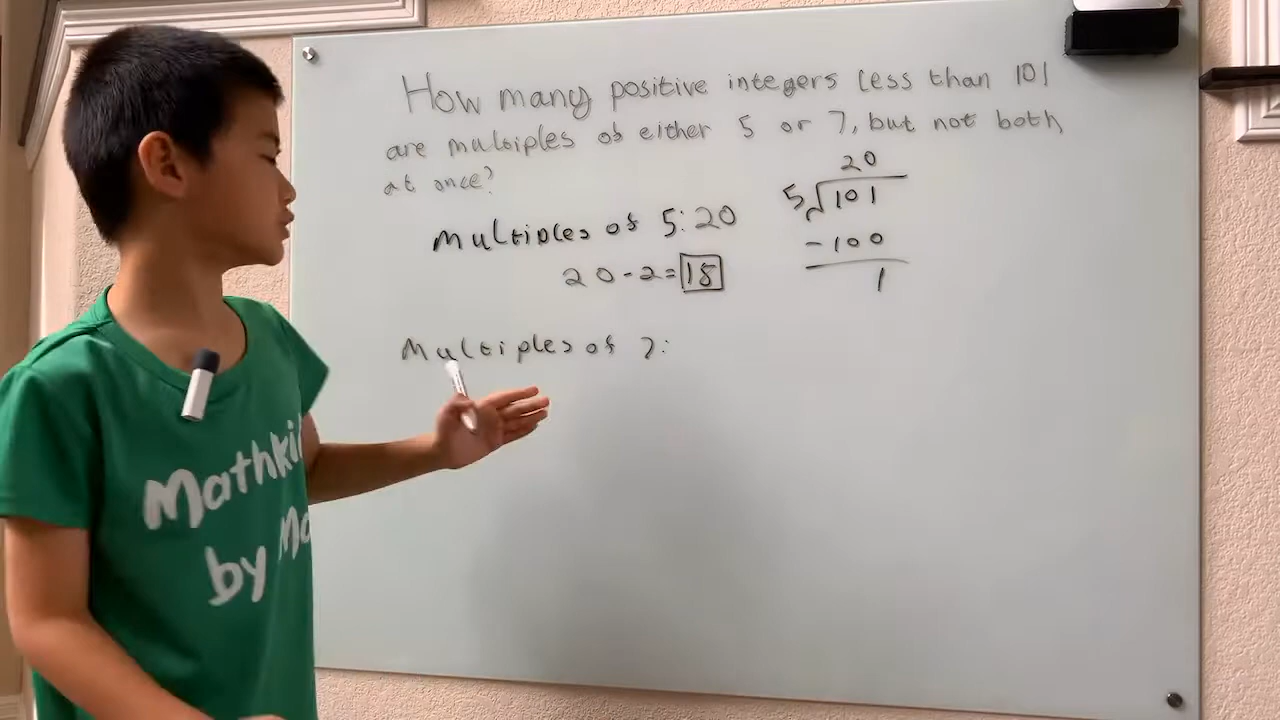 How many positive integers less than 101
are multiples of either 5 or 7, but not both
at once?
Multiples of 5: 20
20 - 2 = 18
20
5 101
- 100
1
Multiples of 7:
Mathki
by Ma